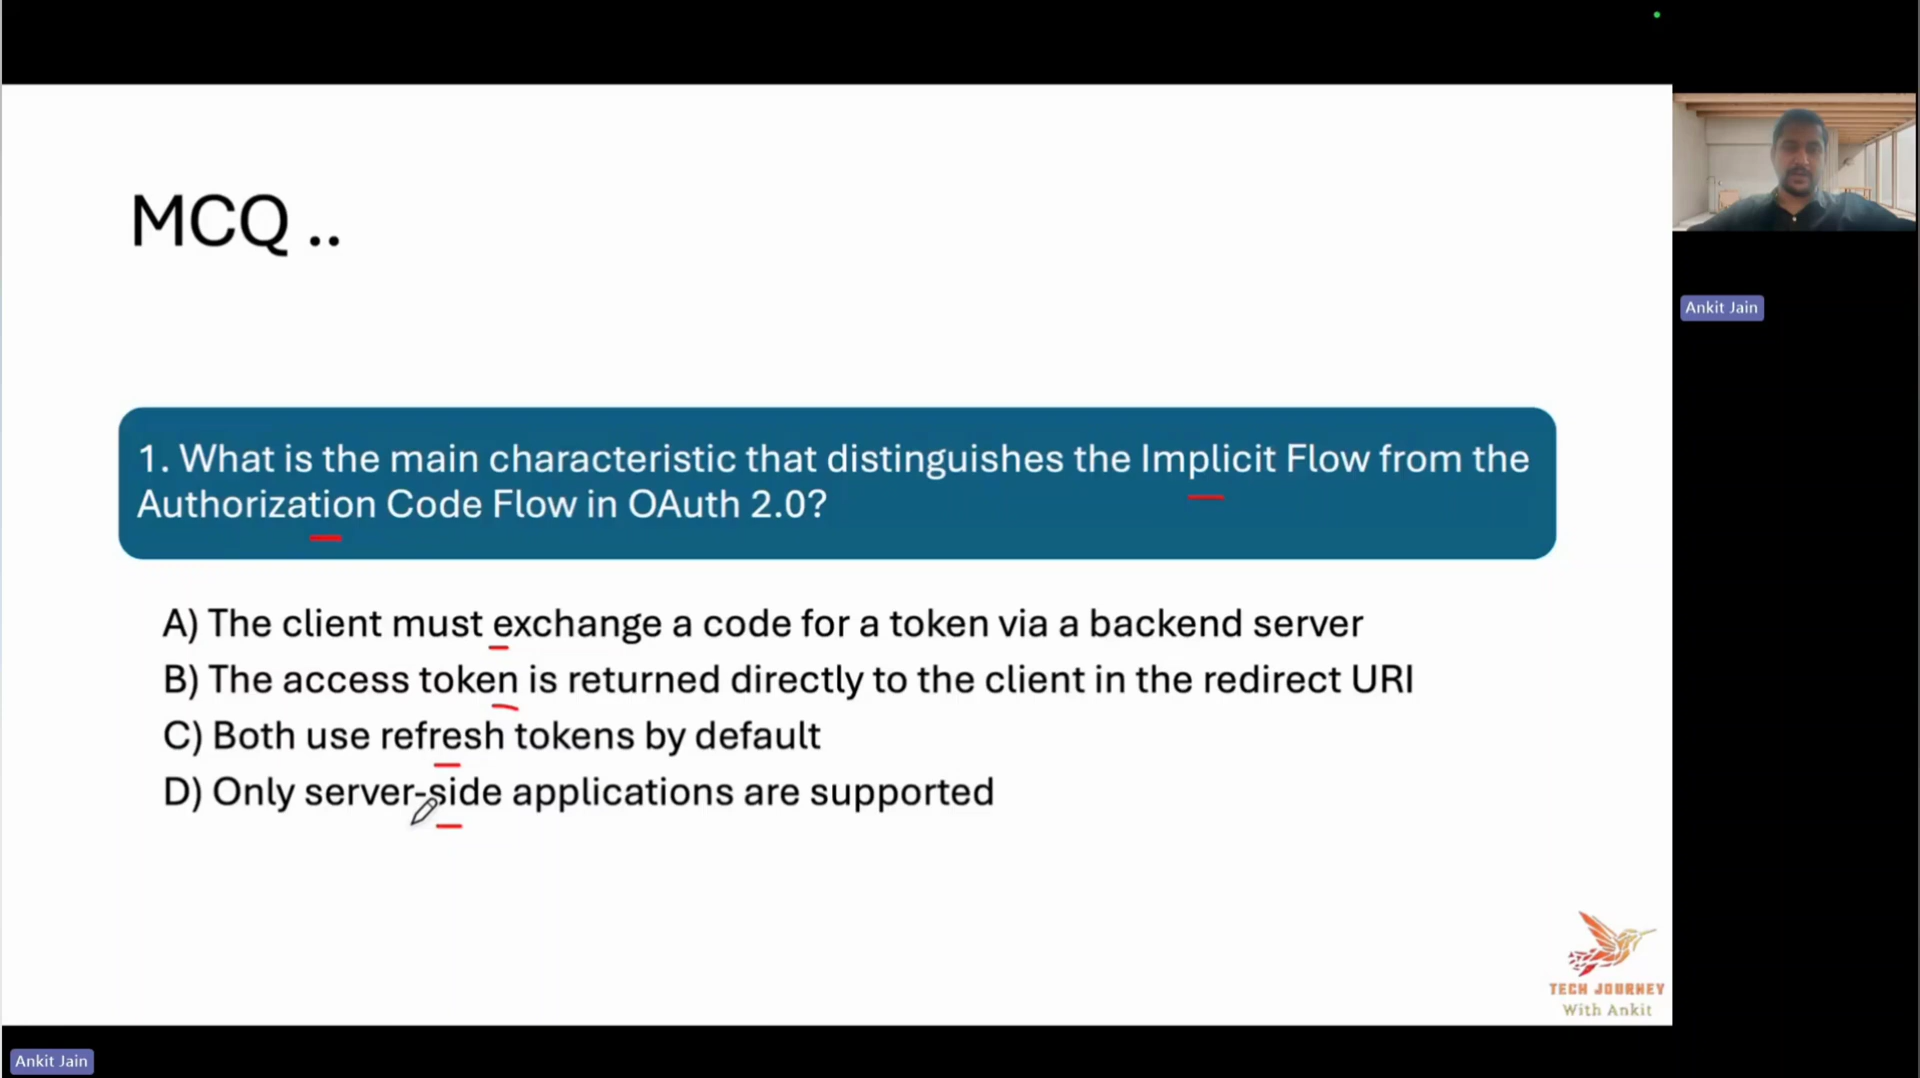 MCQ ..
Ankit Jain
1. What is the main characteristic that distinguishes the Implicit Flow from the
Authorization Code Flow in OAuth 2.0?
A) The client must exchange a code for a token via a backend server
B) The access token is returned directly to the client in the redirect URI
C) Both use refresh tokens by default
D) Only server-side applications are supported
TECH JOURNEY
With Ankit
Ankit Jain